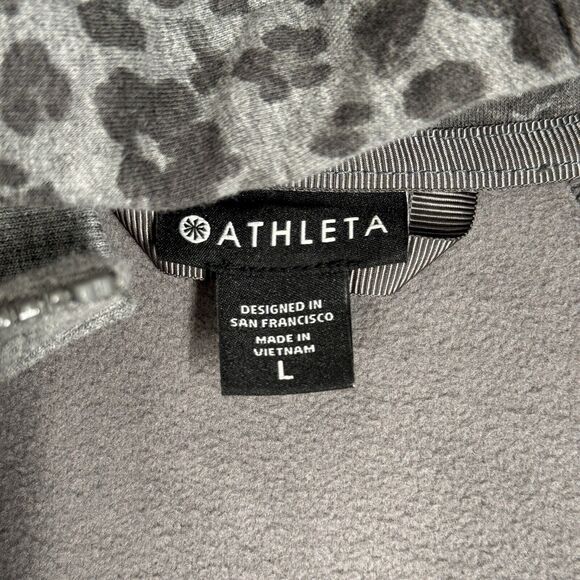 ATHLETA
DESIGNED IN
SAN FRANCISCO
MADE IN
VIETNAM
L